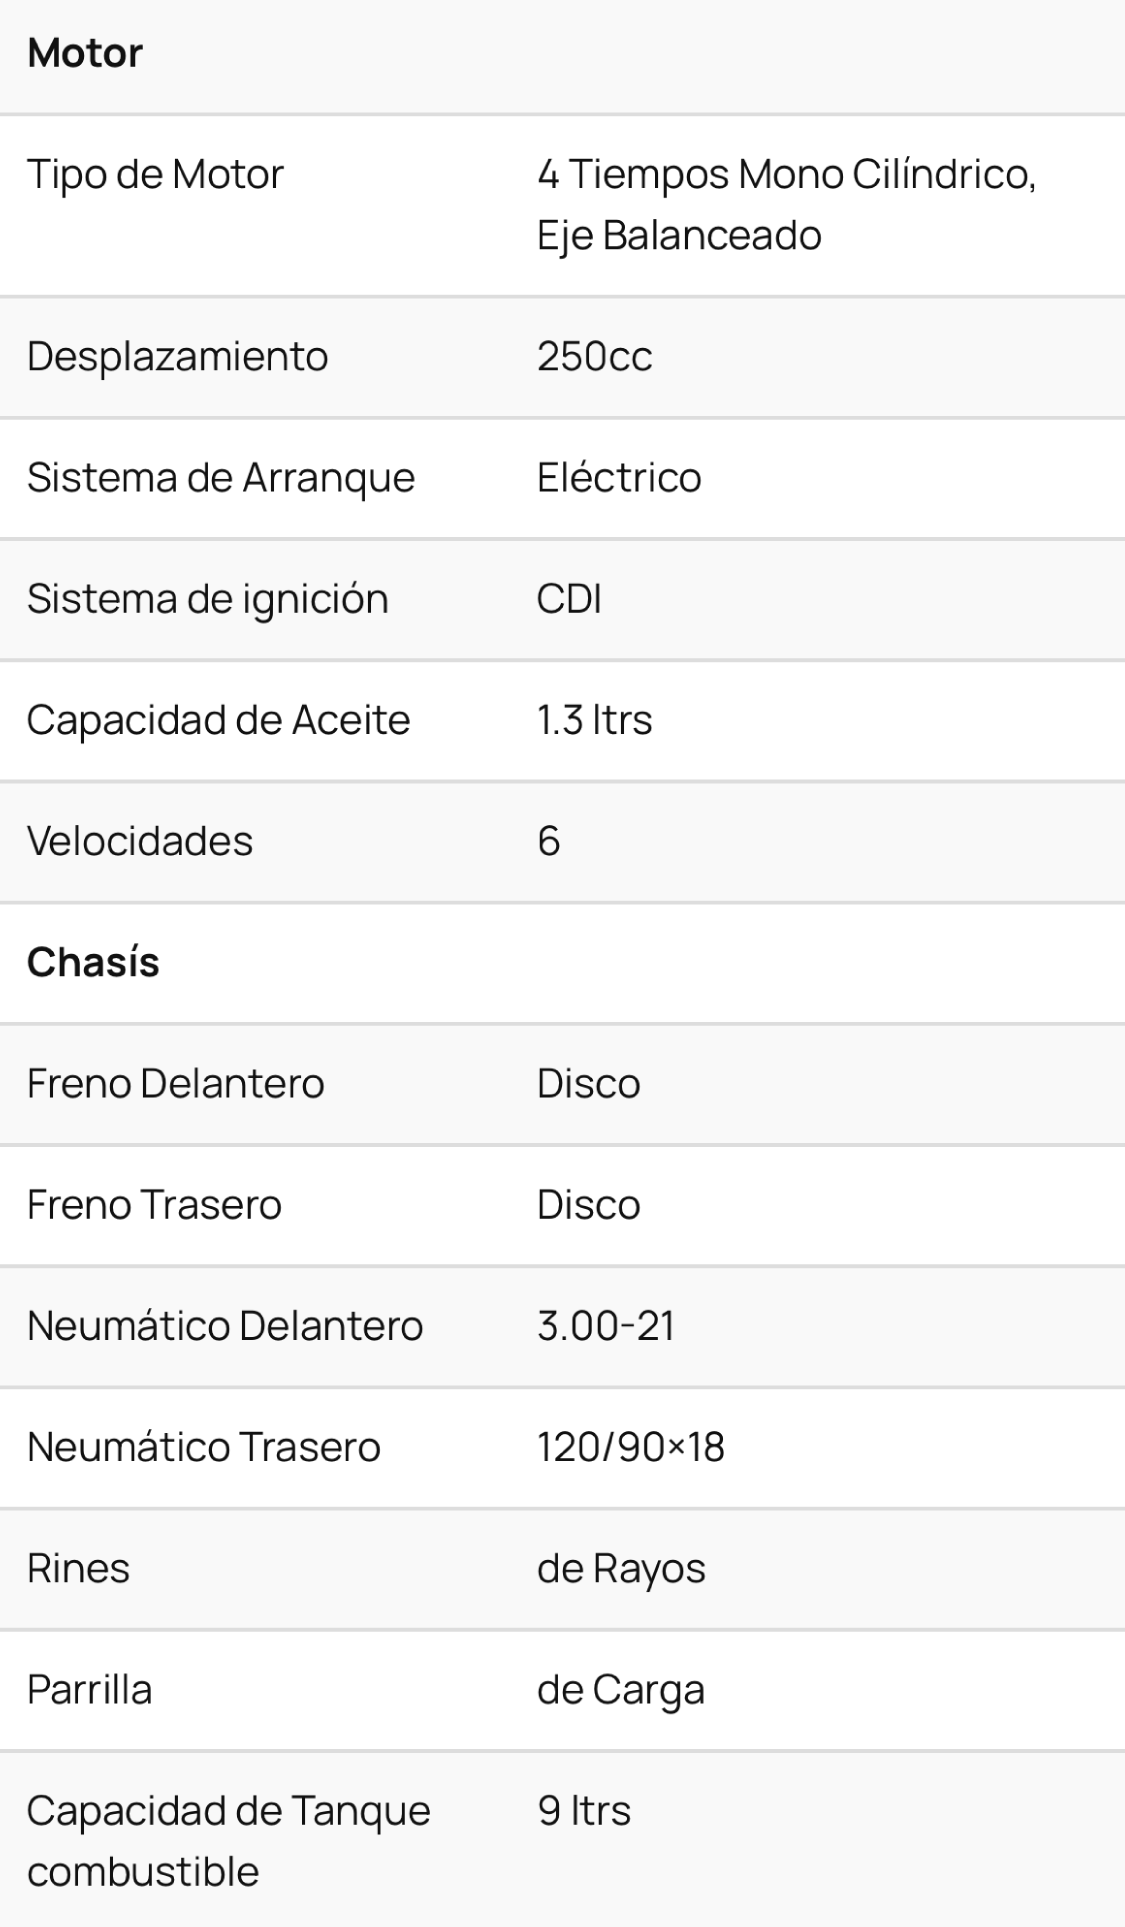 Motor
Tipo de Motor
4 Tiempos Mono Cilíndrico,
Eje Balanceado
Desplazamiento
250cc
Sistema de Arranque
Eléctrico
Sistema de ignición
CDI
Capacidad de Aceite
1.3 ltrs
Velocidades
6
Chasís
Freno Delantero
Disco
Freno Trasero
Disco
Neumático Delantero
3.00-21
Neumático Trasero
120/90×18
Rines
de Rayos
Parrilla
de Carga
Capacidad de Tanque
combustible
9 ltrs